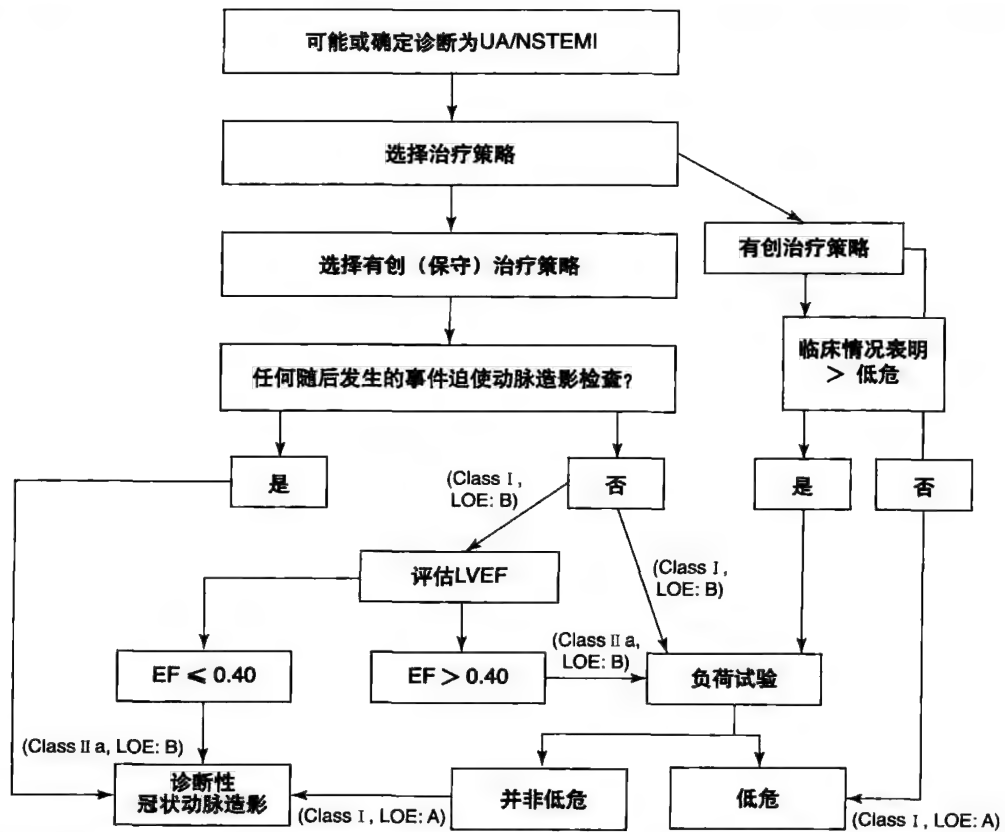 可能或确定诊断为UA/NSTEMI
选择治疗策略
有创治疗策略
选择有创（保守）治疗策略
临床情况表明
> 低危
任何随后发生的事件迫使动脉造影检查?
是
(Class Ⅰ,
LOE: B)
否
是
否
评估LVEF
(Class Ⅰ,
LOE: B)
EF ≤ 0.40
EF > 0.40
(Class Ⅱ a,
LOE: B)
负荷试验
(Class Ⅱ a, LOE: B)
诊断性
冠状动脉造影
(Class Ⅰ, LOE: A)
并非低危
低危
(Class Ⅰ, LOE: A)